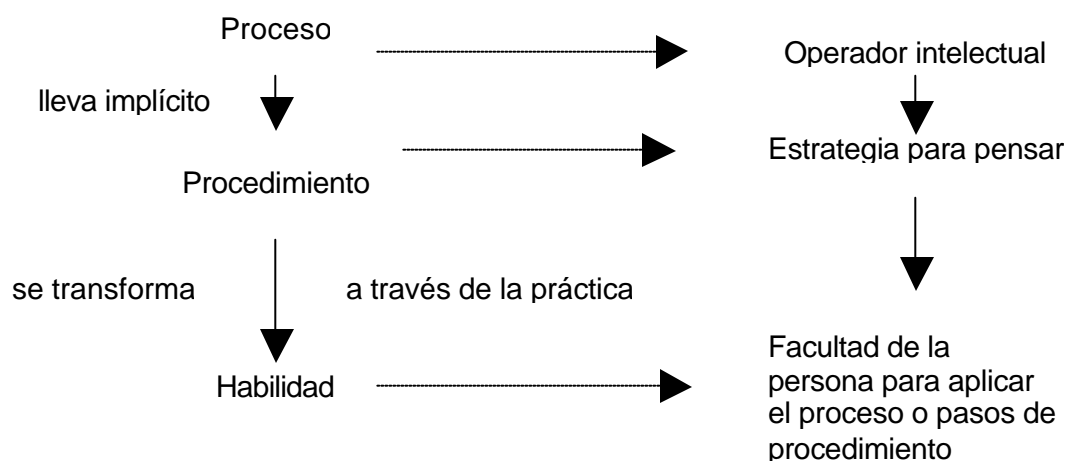 Proceso
Operador intelectual
lleva implícito
Estrategia para pensar
Procedimiento
se transforma
a través de la práctica
Habilidad
Facultad de la
persona para aplicar
el proceso o pasos de
procedimiento